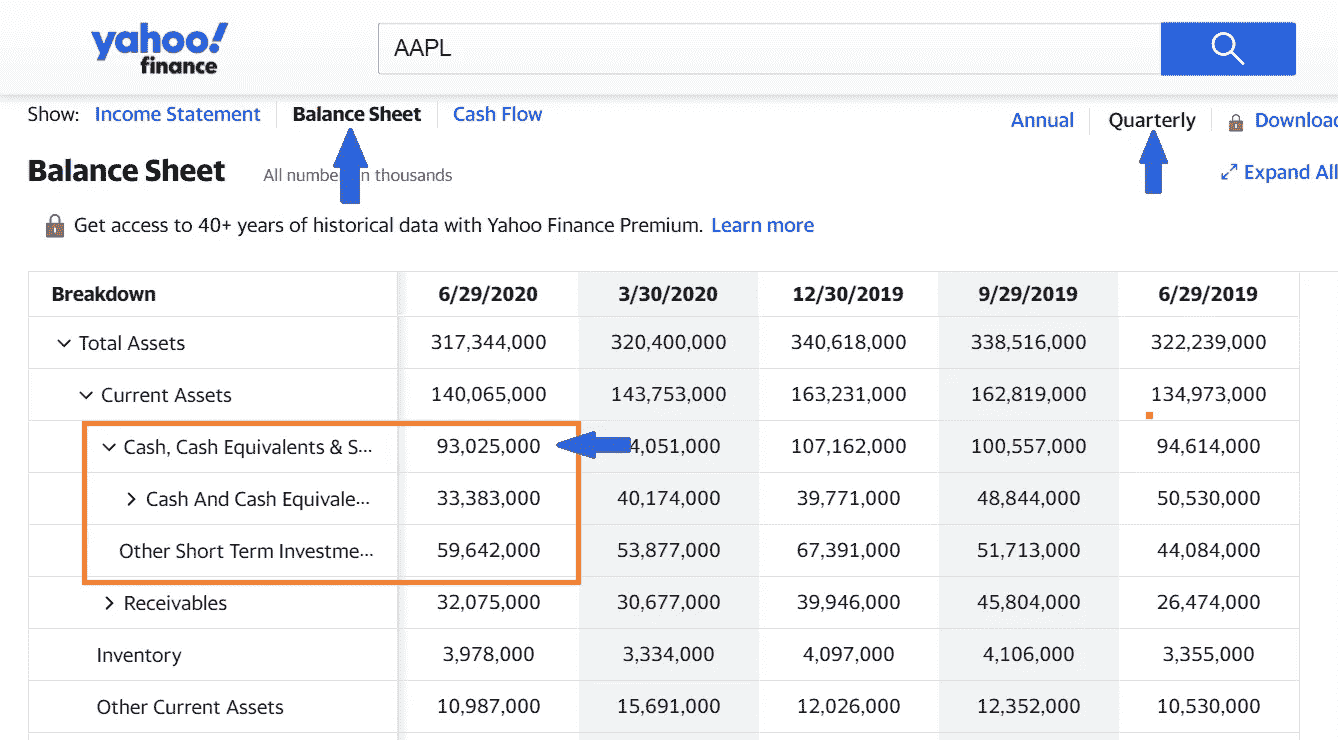 yahoo!
finance
AAPL
Show: Income Statement Balance Sheet Cash Flow Annual Quarterly Download
Balance Sheet All in thousands Expand All
Get access to 40+ years of historical data with Yahoo Finance Premium. Learn more
Breakdown 6/29/2020 3/30/2020 12/30/2019 9/29/2019 6/29/2019
Total Assets 317,344,000 320,400,000 340,618,000 338,516,000 322,239,000
Current Assets 140,065,000 143,753,000 163,231,000 162,819,000 134,973,000
Cash, Cash Equivalents & S... 93,025,000 4,051,000 107,162,000 100,557,000 94,614,000
Cash And Cash Equivale... 33,383,000 40,174,000 39,771,000 48,844,000 50,530,000
Other Short Term Investme... 59,642,000 53,877,000 67,391,000 51,713,000 44,084,000
Receivables 32,075,000 30,677,000 39,946,000 45,804,000 26,474,000
Inventory 3,978,000 3,334,000 4,097,000 4,106,000 3,355,000
Other Current Assets 10,987,000 15,691,000 12,026,000 12,352,000 10,530,000